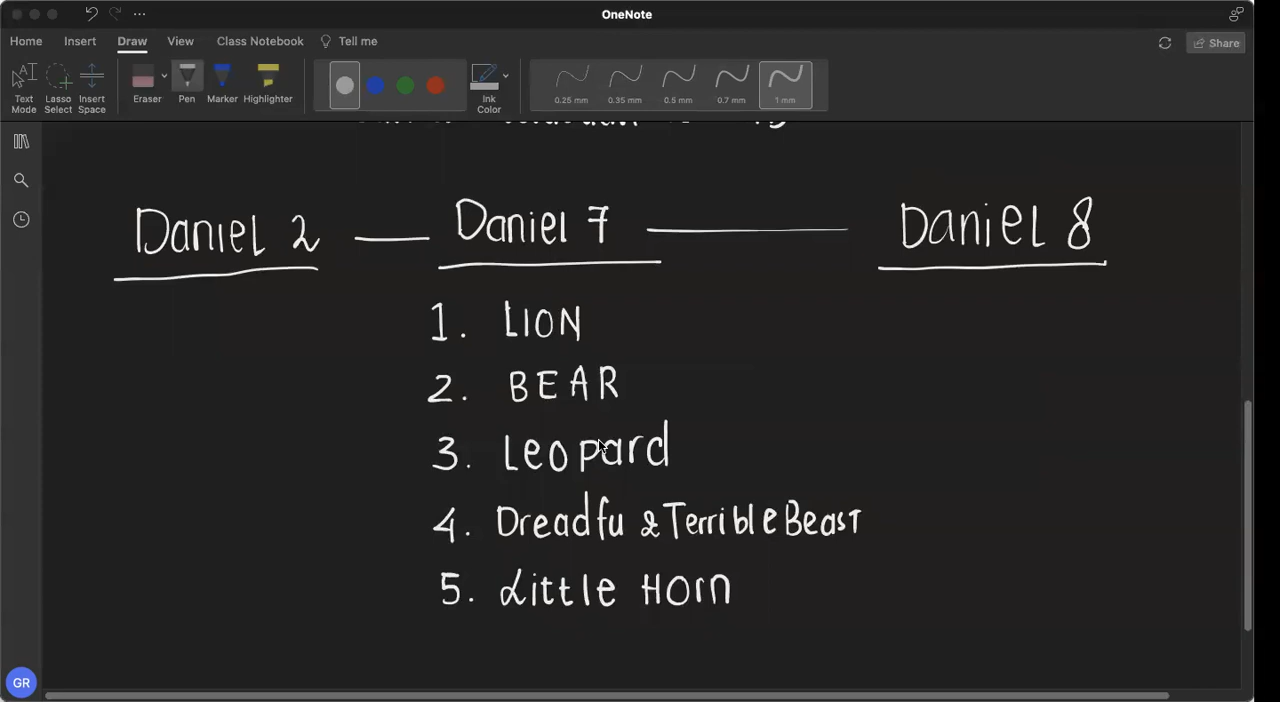 OneNote
Home Insert Draw View Class Notebook Tell me
Share
Text Mode
Lasso Select
Insert Space
Eraser
Pen
Marker
Highlighter
Ink Color
0.25 mm 0.35 mm 0.5 mm 0.7 mm 1 mm
Daniel 2 — Daniel 7 — Daniel 8
1. LION
2. BEAR
3. Leopard
4. Dreadfu & Terrible Beast
5. Little Horn
GR